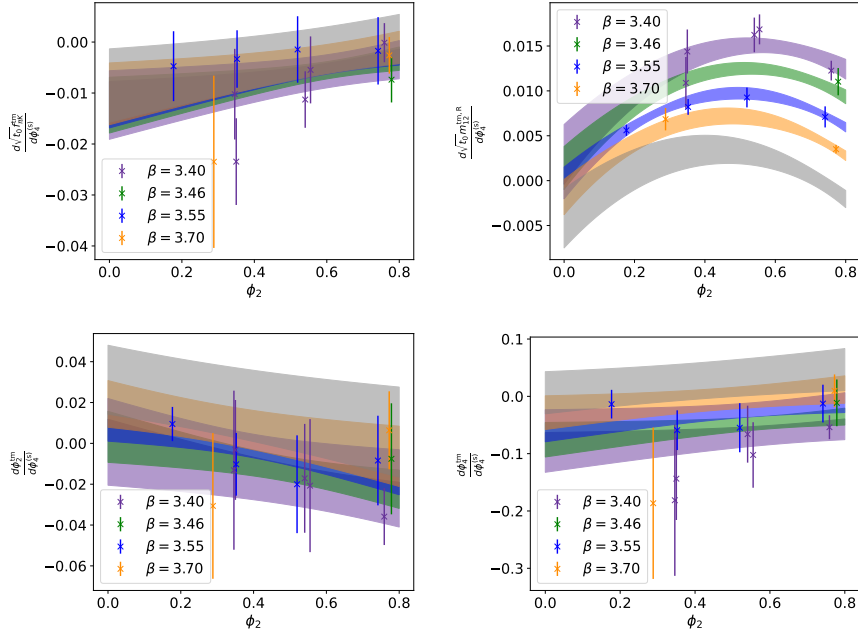 0.00
−0.01
−0.02
−0.03
−0.04
β = 3.40
β = 3.46
β = 3.55
β = 3.70
0.0 0.2 0.4 0.6 0.8
ϕ₂
0.015
0.010
0.005
0.000
−0.005
d√t₀m₁₂^{tm,R}
dϕ₄^{(s)}
β = 3.40
β = 3.46
β = 3.55
β = 3.70
0.0 0.2 0.4 0.6 0.8
ϕ₂
0.04
0.02
0.00
−0.02
−0.04
−0.06
dϕ₂^{tm}
dϕ₄^{(s)}
β = 3.40
β = 3.46
β = 3.55
β = 3.70
0.0 0.2 0.4 0.6 0.8
ϕ₂
0.1
0.0
−0.1
−0.2
−0.3
dϕ₄^{tm}
dϕ₄^{(s)}
β = 3.40
β = 3.46
β = 3.55
β = 3.70
0.0 0.2 0.4 0.6 0.8
ϕ₂